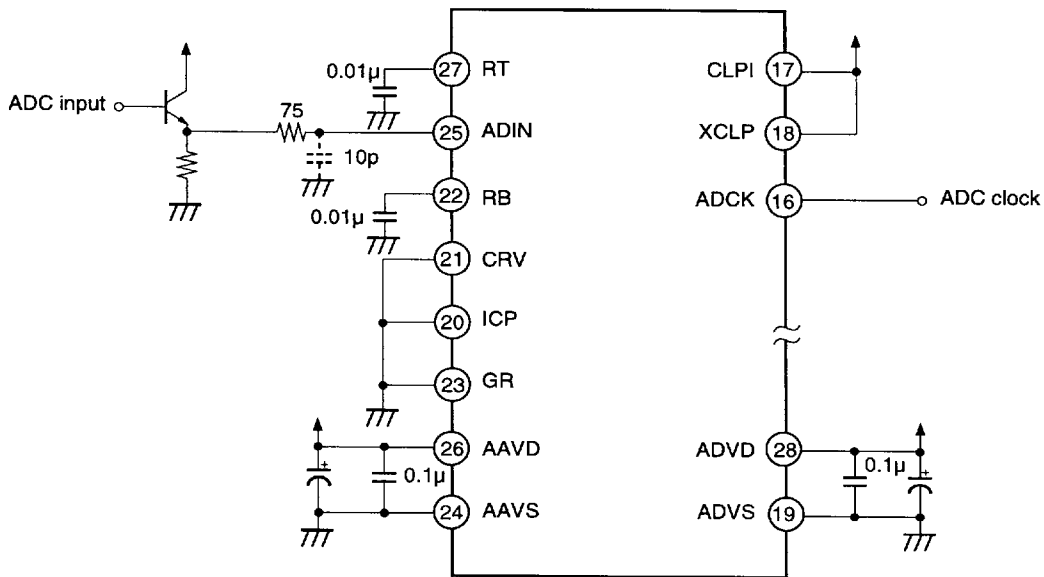 0.01µ
27 RT
CLPI 17
ADC input
75
25 ADIN
XCLP 18
10p
22 RB
ADCK 16
ADC clock
0.01µ
21 CRV
20 ICP
23 GR
+
26 AAVD
0.1µ
24 AAVS
ADVD 28
0.1µ
+
ADVS 19